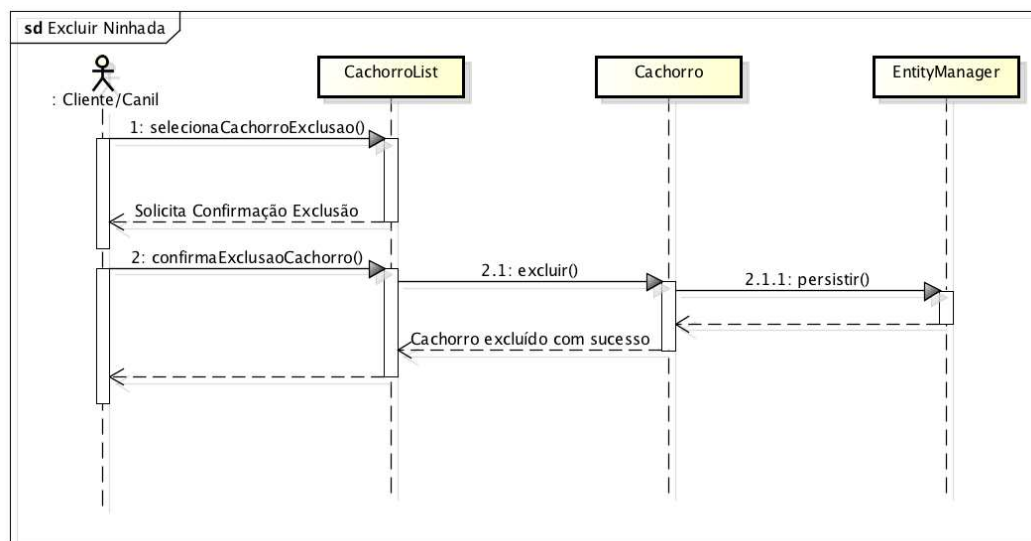 sd Excluir Ninhada
: Cliente/Canil
CachorroList
Cachorro
EntityManager
1: selecionaCachorroExclusao()
Solicita Confirmação Exclusão
2: confirmaExclusaoCachorro()
2.1: excluir()
2.1.1: persistir()
Cachorro excluído com sucesso